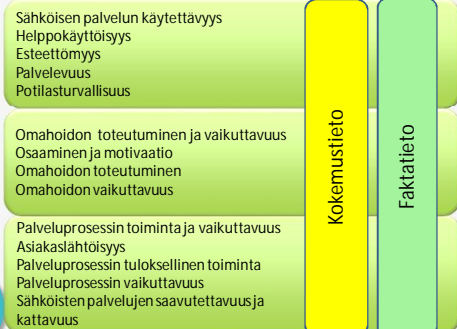 Sähköisen palvelun käytettävyys
Helppokäyttöisyys
Esteettömyys
Palvelevuus
Potilasturvallisuus
Omahoidon toteutuminen ja vaikuttavuus
Osaaminen ja motivaatio
Omahoidon toteutuminen
Omahoidon vaikuttavuus
Palveluprosessin toiminta ja vaikuttavuus
Asiakaslähtöisyys
Palveluprosessin tuloksellinen toiminta
Palveluprosessin vaikuttavuus
Sähköisten palvelujen saavutettavuus ja
kattavuus
Kokemustieto
Faktatieto